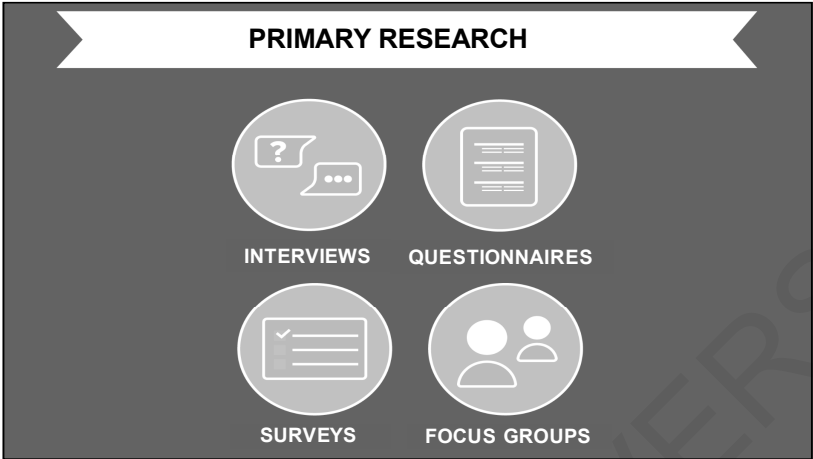 PRIMARY RESEARCH
?
INTERVIEWS
QUESTIONNAIRES
SURVEYS
FOCUS GROUPS